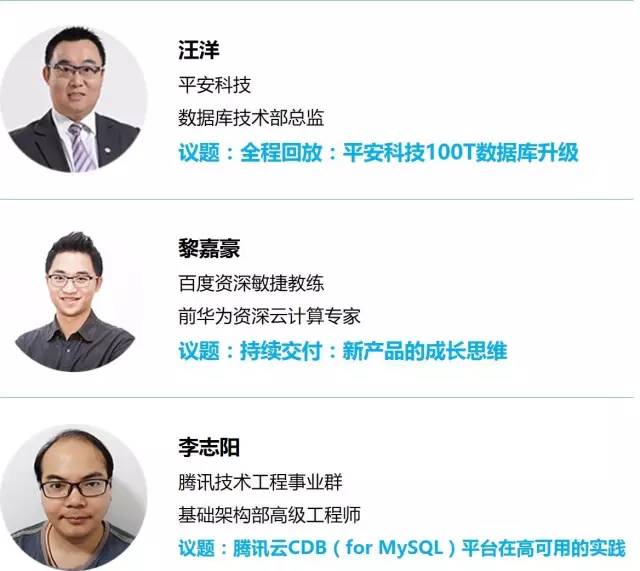 汪洋
平安科技
数据库技术部总监
议题：全程回放：平安科技100T数据库升级
黎嘉豪
百度资深敏捷教练
前华为资深云计算专家
议题：持续交付：新产品的成长思维
李志阳
腾讯技术工程事业群
基础架构部高级工程师
议题：腾讯云CDB（for MySQL）平台在高可用的实践